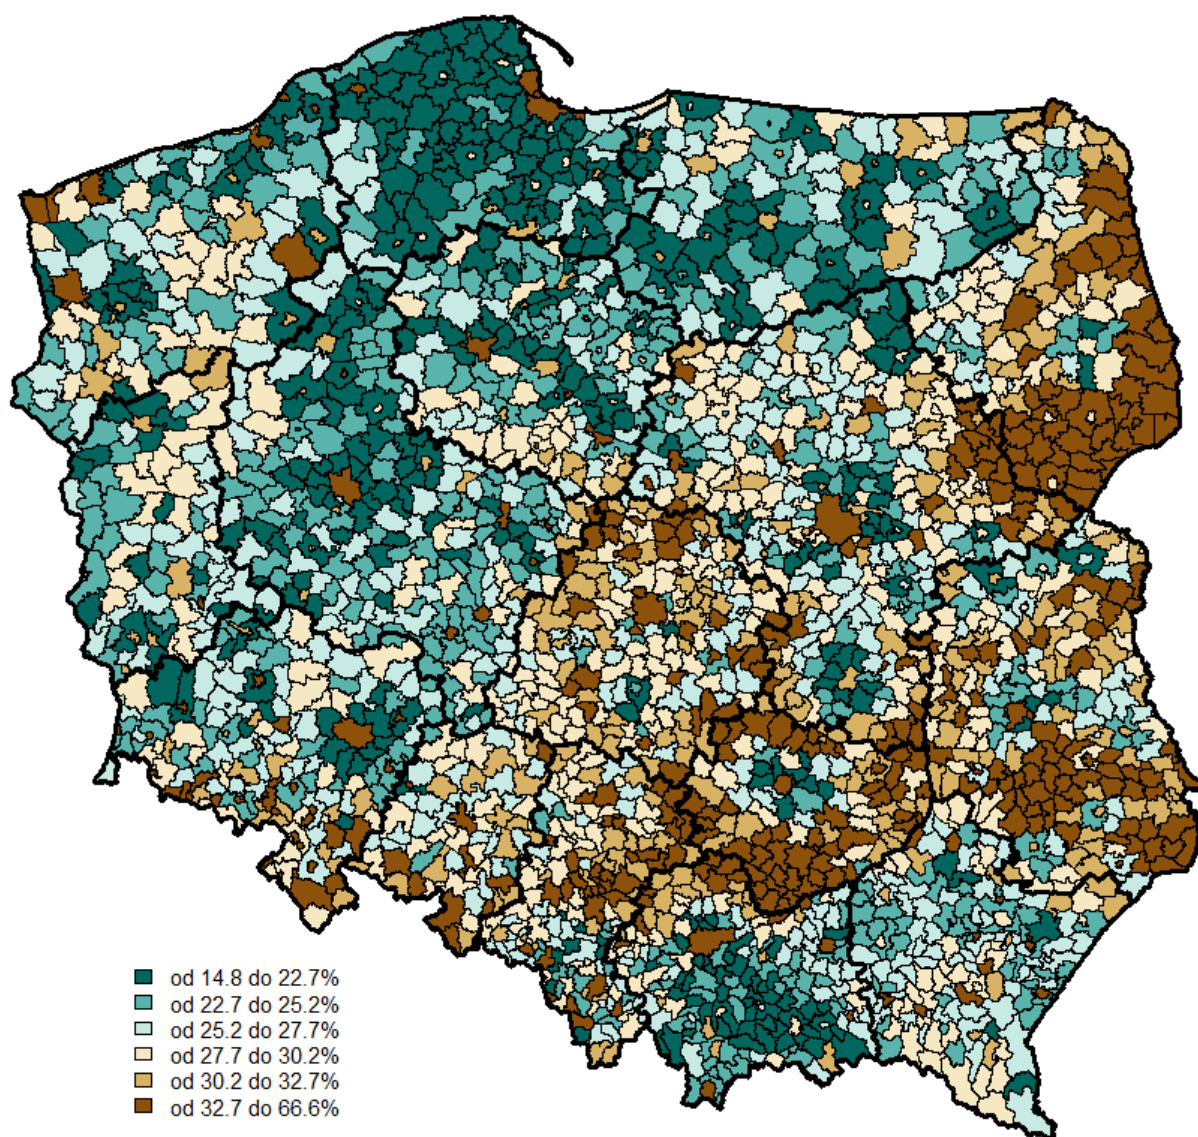 od 14.8 do 22.7%
od 22.7 do 25.2%
od 25.2 do 27.7%
od 27.7 do 30.2%
od 30.2 do 32.7%
od 32.7 do 66.6%